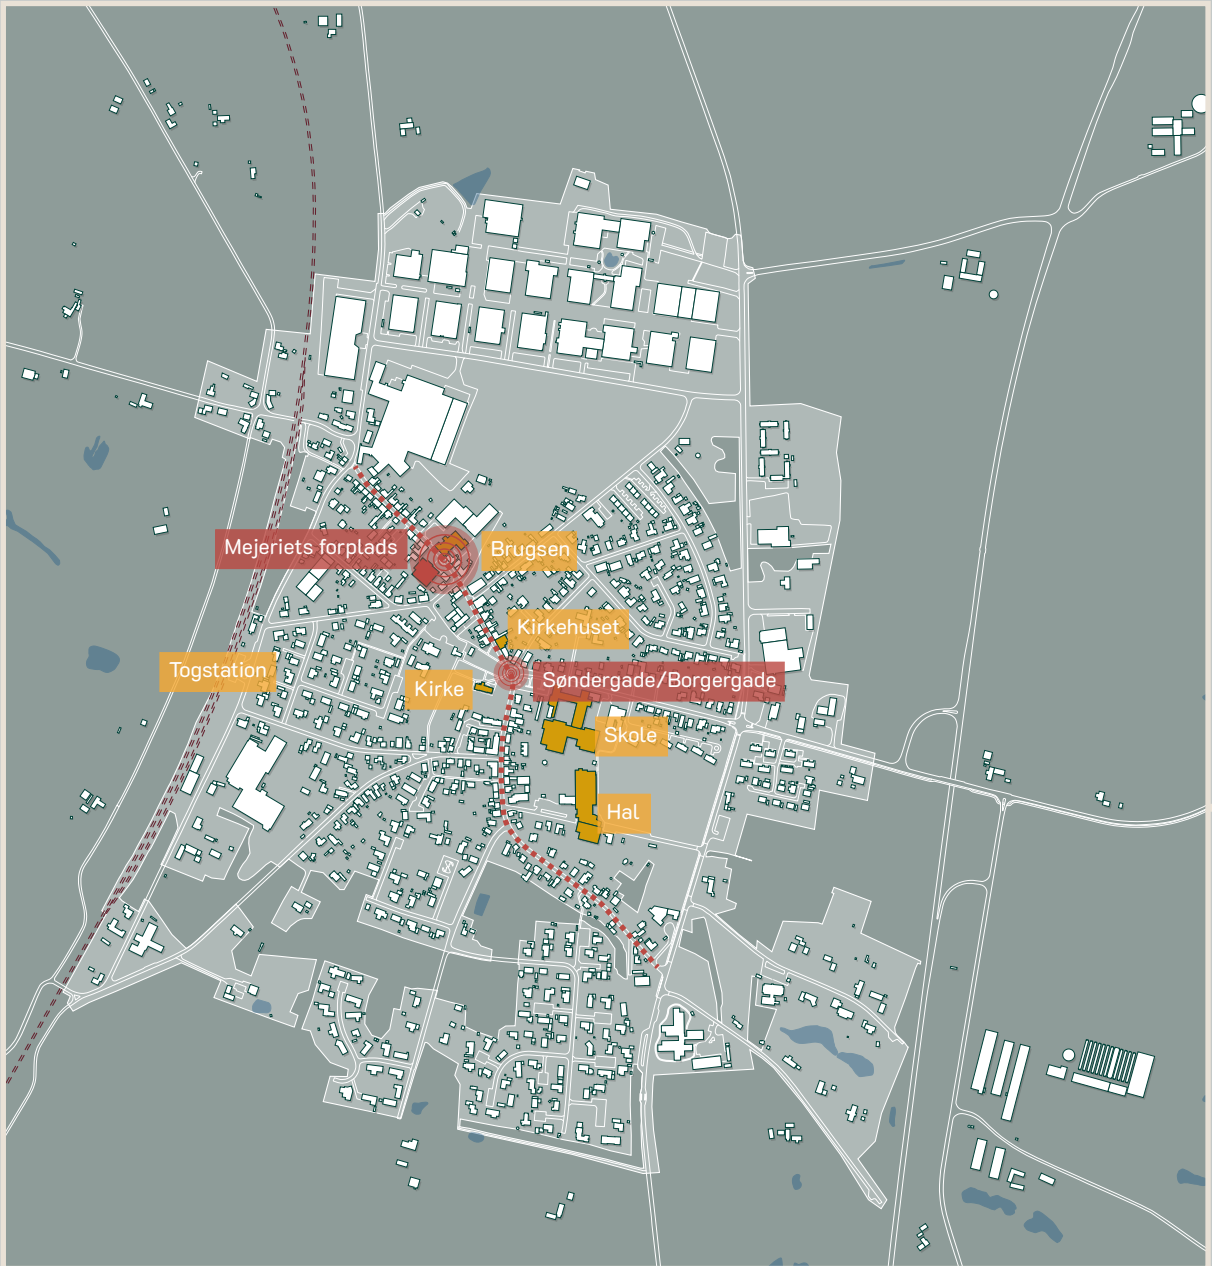 Mejeriets forplads
Brugsen
Kirkehuset
Togstation
Kirke
Søndergade/Borgergade
Skole
Hal